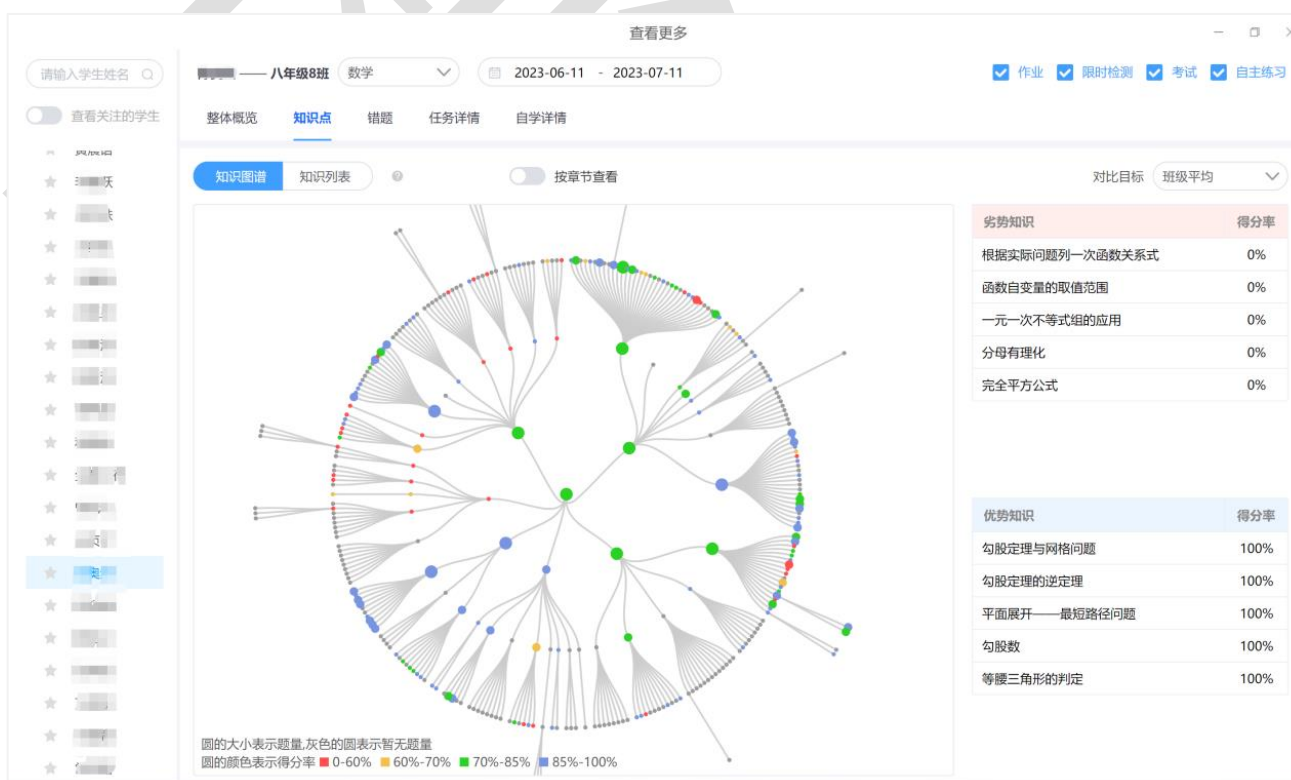 查看更多
请输入学生姓名
—— 八年级8班 数学 2023-06-11 - 2023-07-11 作业 限时检测 考试 自主练习
查看关注的学生
整体概览 知识点 错题 任务详情 自学详情
知识图谱 知识列表 按章节查看 对比目标 班级平均
劣势知识 得分率
根据实际问题列一次函数关系式 0%
函数自变量的取值范围 0%
一元一次不等式组的应用 0%
分母有理化 0%
完全平方公式 0%
优势知识 得分率
勾股定理与网格问题 100%
勾股定理的逆定理 100%
平面展开——最短路径问题 100%
勾股数 100%
等腰三角形的判定 100%
圆的大小表示题量,灰色的圆表示暂无题量
圆的颜色表示得分率 0-60% 60%-70% 70%-85% 85%-100%